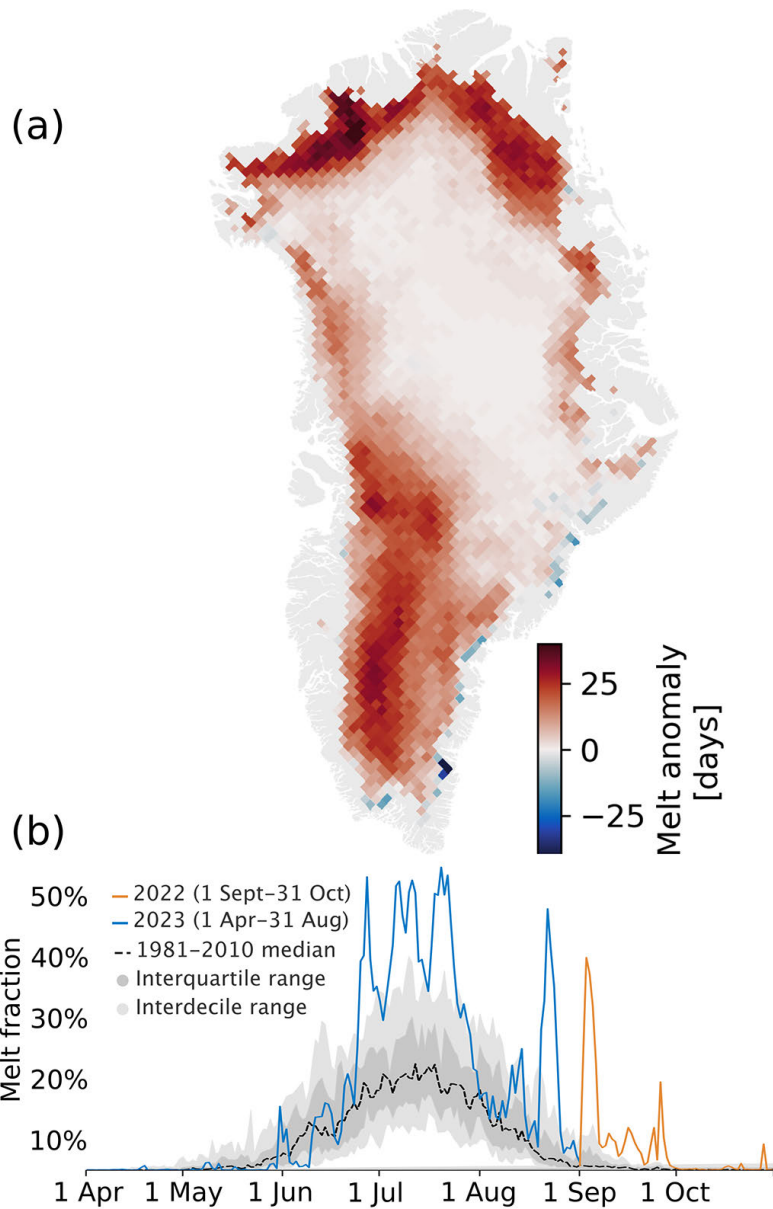 (a)
25
0
−25
Melt anomaly
[days]
(b)
50%
40%
30%
20%
10%
Melt fraction
2022 (1 Sept–31 Oct)
2023 (1 Apr–31 Aug)
1981–2010 median
Interquartile range
Interdecile range
1 Apr 1 May 1 Jun 1 Jul 1 Aug 1 Sep 1 Oct